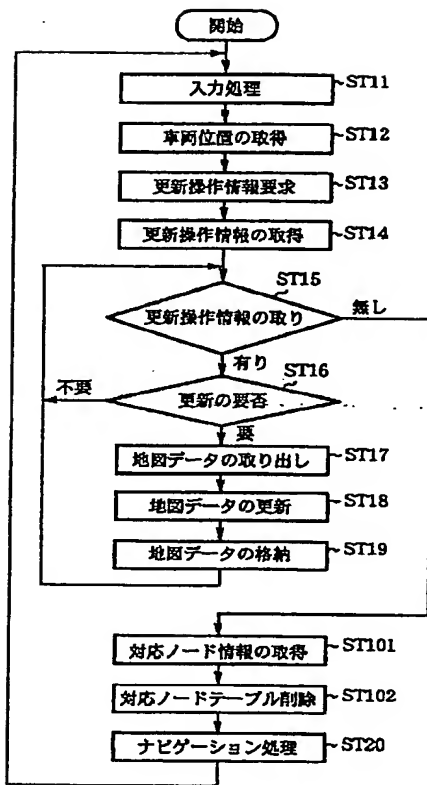 開始
入力処理
ST11
車両位置の取得
ST12
更新操作情報要求
ST13
更新操作情報の取得
ST14
ST15
更新操作情報の取り
無し
有り
ST16
更新の要否
不要
要
地図データの取り出し
ST17
地図データの更新
ST18
地図データの格納
ST19
対応ノード情報の取得
ST101
対応ノードテーブル削除
ST102
ナビゲーション処理
ST20